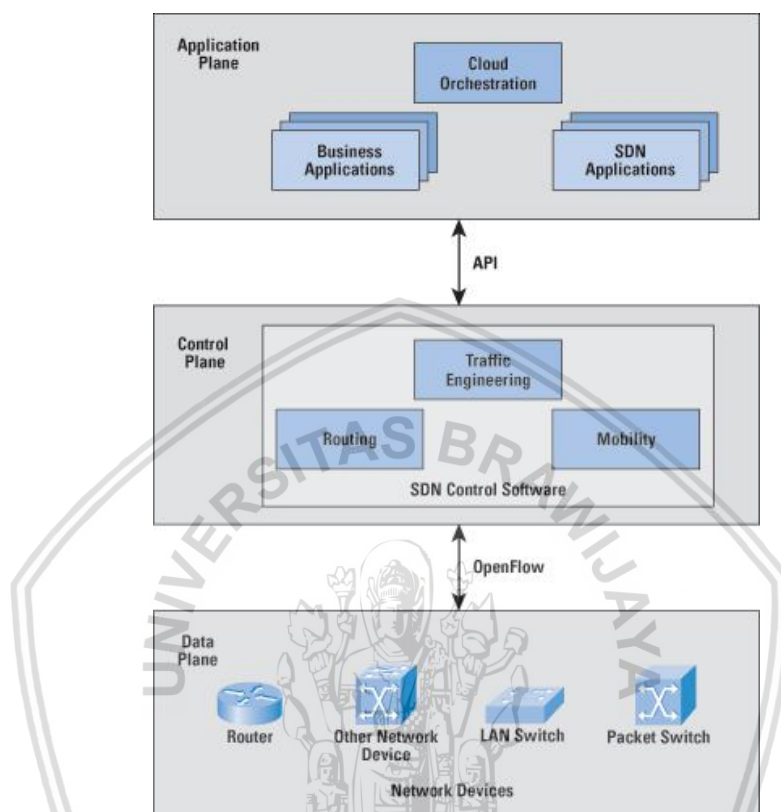 Application
Plane
Cloud
Orchestration
Business
Applications
SDN
Applications
API
Control
Plane
Traffic
Engineering
Routing
Mobility
SDN Control Software
UNIVERSITAS BRAWIJAYA
OpenFlow
Data
Plane
Router
Other Network
Device
LAN Switch
Packet Switch
Network Devices